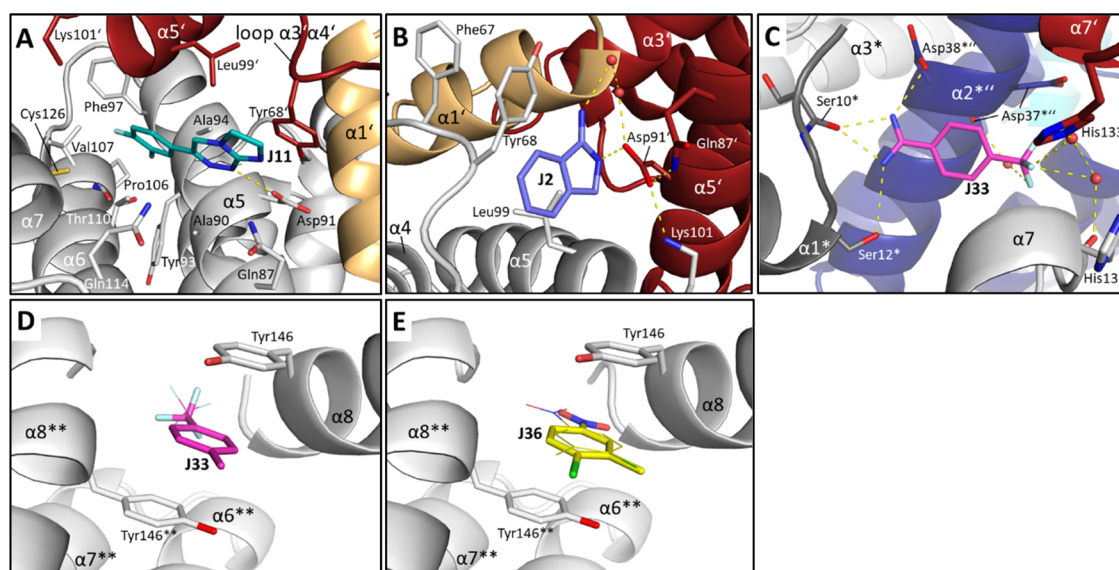 A
Lys101‘
α5‘
loop α3‘α4‘
Leu99‘
Phe97
Cys126
Ala94
Tyr68‘
α1‘
Val107
J11
Pro106
α7
Thr110
Ala90
α5
Asp91
α6
Tyr93
Gln114
Gln87
B
Phe67
α3‘
α1‘
Tyr68
Asp91‘
Gln87‘
J2
α5‘
Leu99
α4
α5
Lys101
C
α3*
Asp38*‘‘
α7‘
α2*‘‘
Ser10*
Asp37*‘‘
His133
J33
α1*
α7
Ser12*
His133
D
Tyr146
α8
α8**
J33
α6**
Tyr146**
α7**
E
Tyr146
α8
J36
α8**
α6**
Tyr146**
α7**